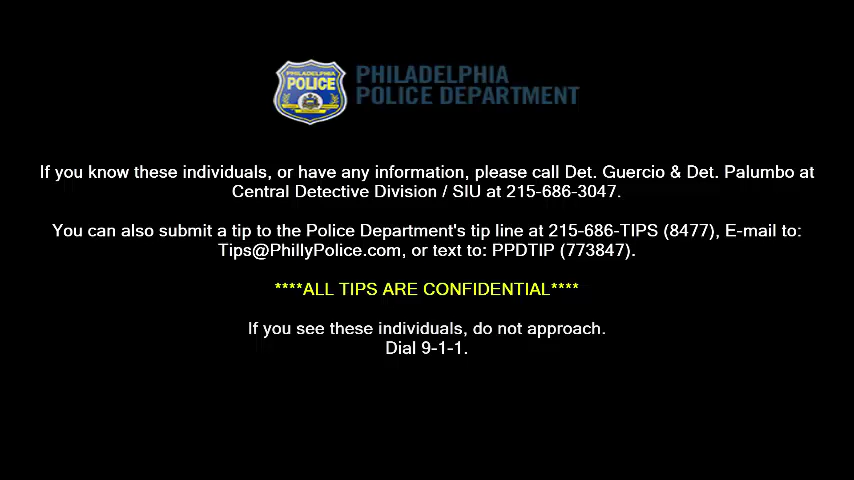 PHILADELPHIA
POLICE
PHILADELPHIA
POLICE DEPARTMENT
If you know these individuals, or have any information, please call Det. Guercio & Det. Palumbo at
Central Detective Division / SIU at 215-686-3047.
You can also submit a tip to the Police Department's tip line at 215-686-TIPS (8477), E-mail to:
Tips@PhillyPolice.com, or text to: PPDTIP (773847).
****ALL TIPS ARE CONFIDENTIAL****
If you see these individuals, do not approach.
Dial 9-1-1.